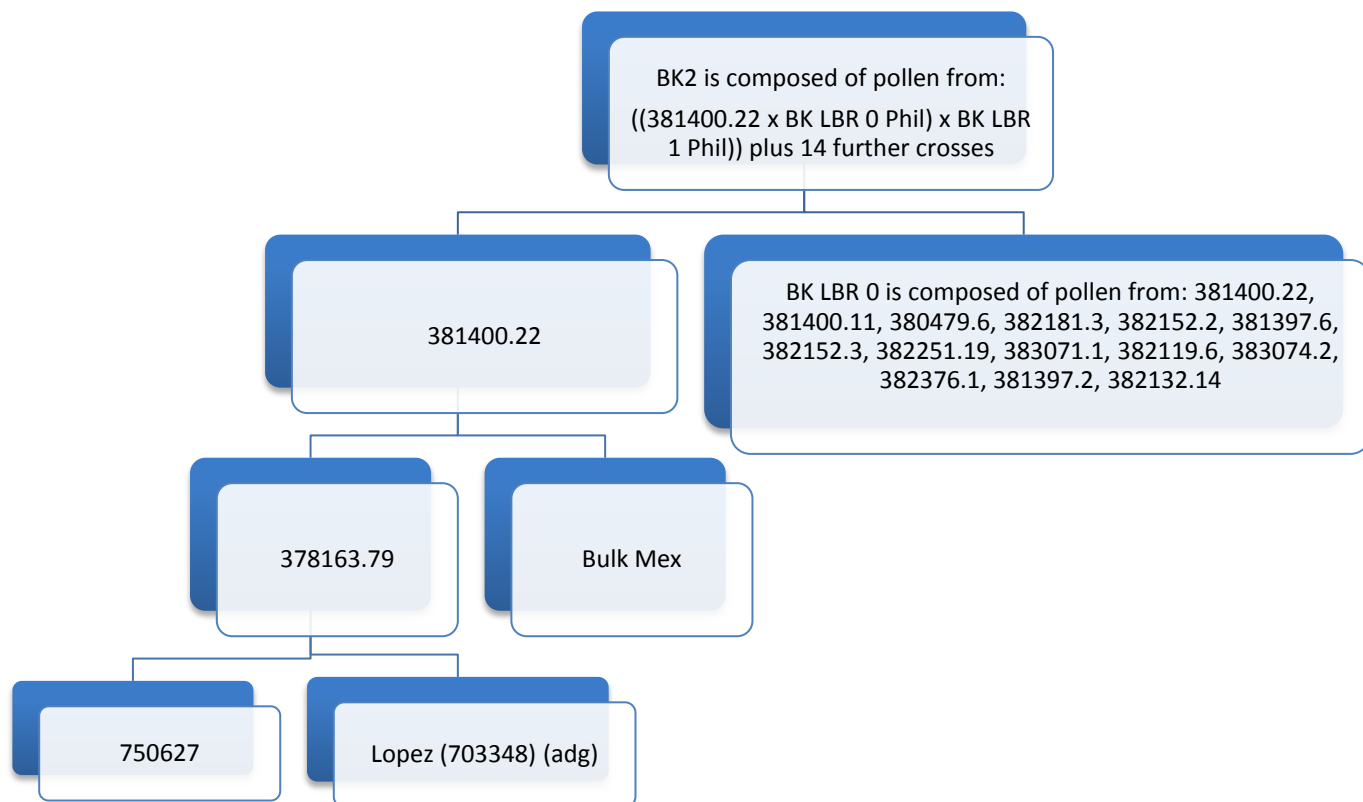 BK2 is composed of pollen from:
((381400.22 x BK LBR 0 Phil) x BK LBR
1 Phil)) plus 14 further crosses
381400.22
BK LBR 0 is composed of pollen from: 381400.22,
381400.11, 380479.6, 382181.3, 382152.2, 381397.6,
382152.3, 382251.19, 383071.1, 382119.6, 383074.2,
382376.1, 381397.2, 382132.14
378163.79
Bulk Mex
750627
Lopez (703348) (adg)